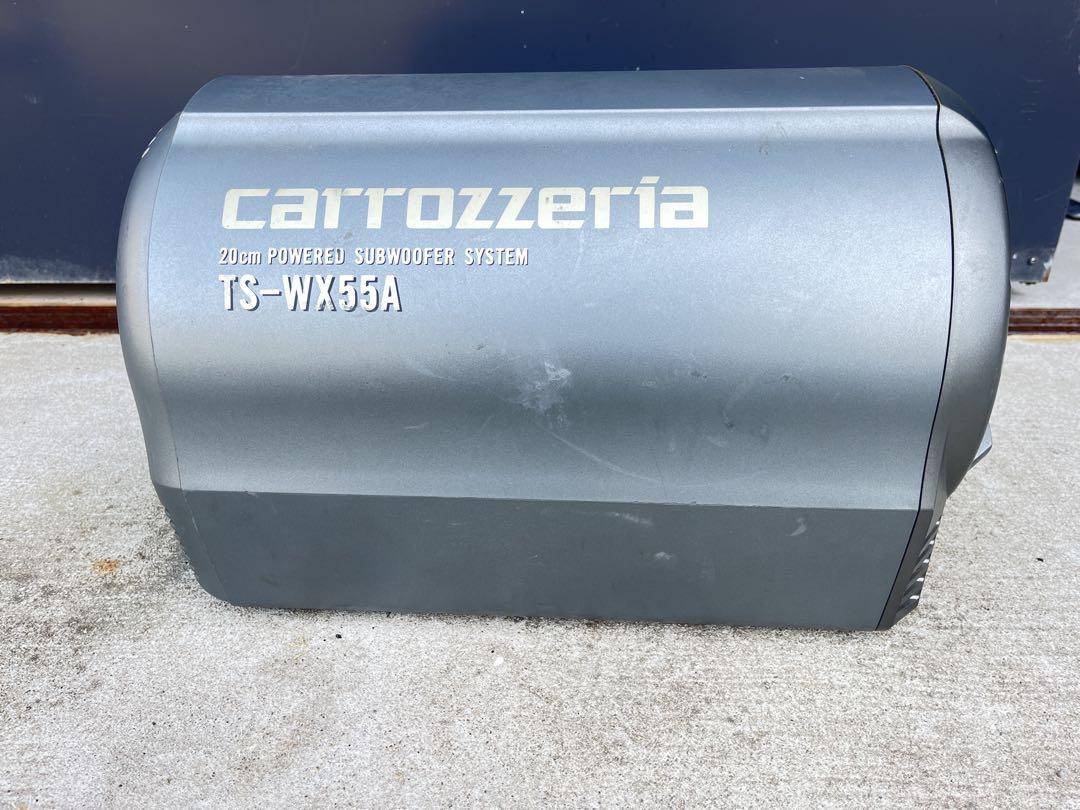 carrozzeria
20cm POWERED SUBWOOFER SYSTEM
TS-WX55A